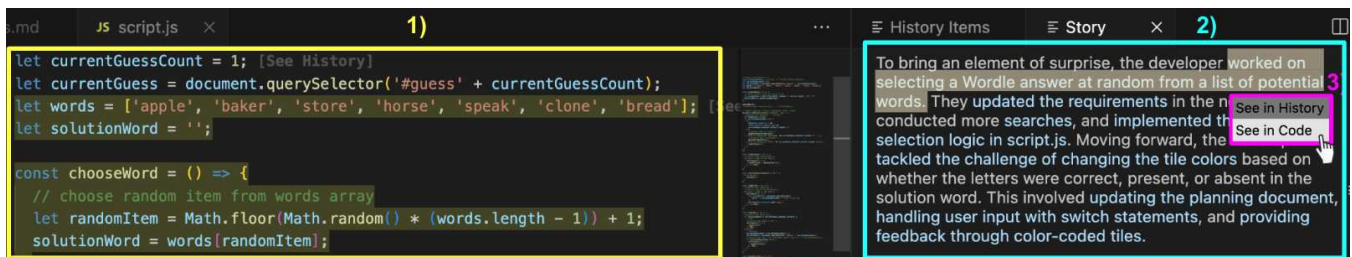 s.md JS script.js × 1) ... History Items Story × 2)
let currentGuessCount = 1; [See History]
let currentGuess = document.querySelector('#guess' + currentGuessCount);
let words = ['apple', 'baker', 'store', 'horse', 'speak', 'clone', 'bread']; [See
let solutionWord = '';
const chooseWord = () => {
// choose random item from words array
let randomItem = Math.floor(Math.random() * (words.length - 1)) + 1;
solutionWord = words[randomItem];
To bring an element of surprise, the developer worked on
selecting a Wordle answer at random from a list of potential
words. They updated the requirements in the
conducted more searches, and implemented
selection logic in script.js. Moving forward, the
tackled the challenge of changing the tile colors based on
whether the letters were correct, present, or absent in the
solution word. This involved updating the planning document,
handling user input with switch statements, and providing
feedback through color-coded tiles.
3
See in History
See in Code